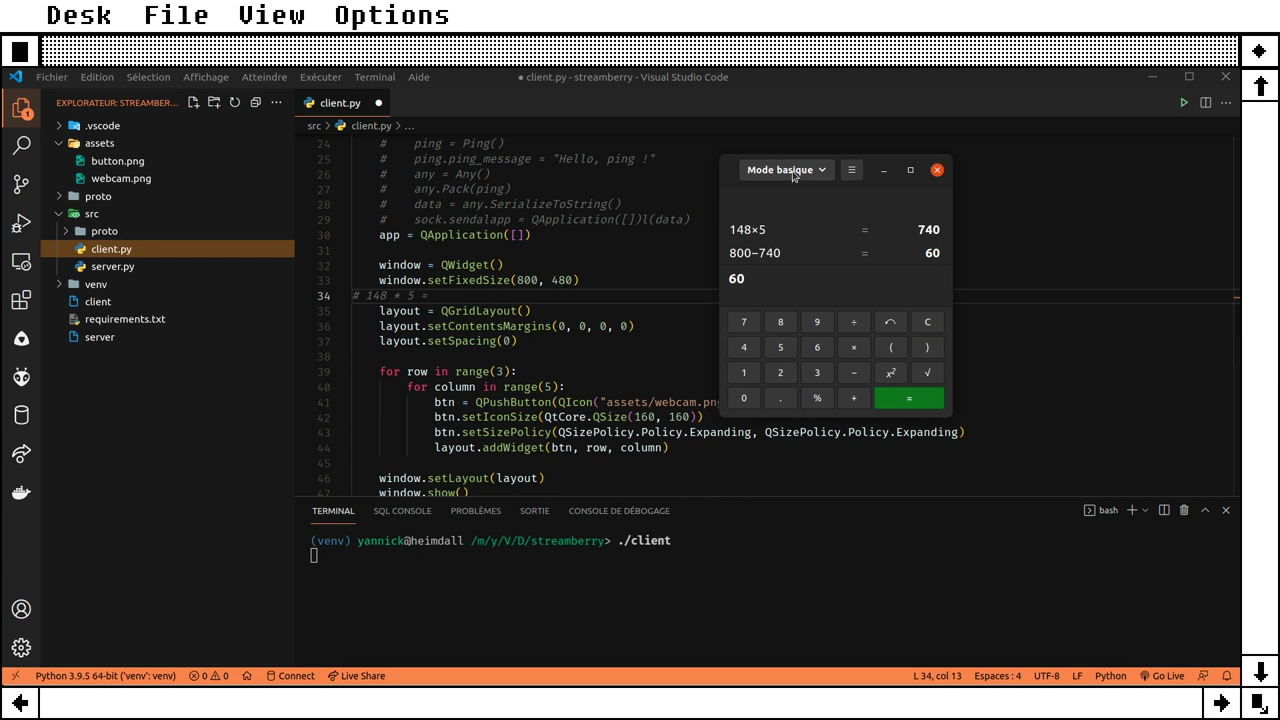 Desk File View Options
Fichier Edition Sélection Affichage Atteindre Exécuter Terminal Aide
● client.py - streamberry - Visual Studio Code
EXPLORATEUR: STREAMBER...
client.py
.vscode
assets
button.png
webcam.png
proto
src
proto
client.py
server.py
venv
client
requirements.txt
server
1
src > client.py > ...
24 # ping = Ping()
25 # ping.ping_message = "Hello, ping !"
26 # any = Any()
27 # any.Pack(ping)
28 # data = any.SerializeToString()
29 # sock.sendalapp = QApplication([])l(data)
30 app = QApplication([])
31
32 window = QWidget()
33 window.setFixedSize(800, 480)
34 # 148 * 5 =
35 layout = QGridLayout()
36 layout.setContentsMargins(0, 0, 0, 0)
37 layout.setSpacing(0)
38
39 for row in range(3):
40 for column in range(5):
41 btn = QPushButton(QIcon("assets/webcam.pn
42 btn.setIconSize(QtCore.QSize(160, 160))
43 btn.setSizePolicy(QSizePolicy.Policy.Expanding, QSizePolicy.Policy.Expanding)
44 layout.addWidget(btn, row, column)
45
46 window.setLayout(layout)
47 window.show()
Mode basique
148×5 = 740
800−740 = 60
60
7 8 9 ÷ C
4 5 6 × ( )
1 2 3 − x² √
0 . % + =
TERMINAL SQL CONSOLE PROBLÈMES SORTIE CONSOLE DE DÉBOGAGE
bash
(venv) yannick@heimdall /m/y/V/D/streamberry> ./client
Python 3.9.5 64-bit ('venv': venv) 0 0 Connect Live Share
L 34, col 13 Espaces : 4 UTF-8 LF Python Go Live